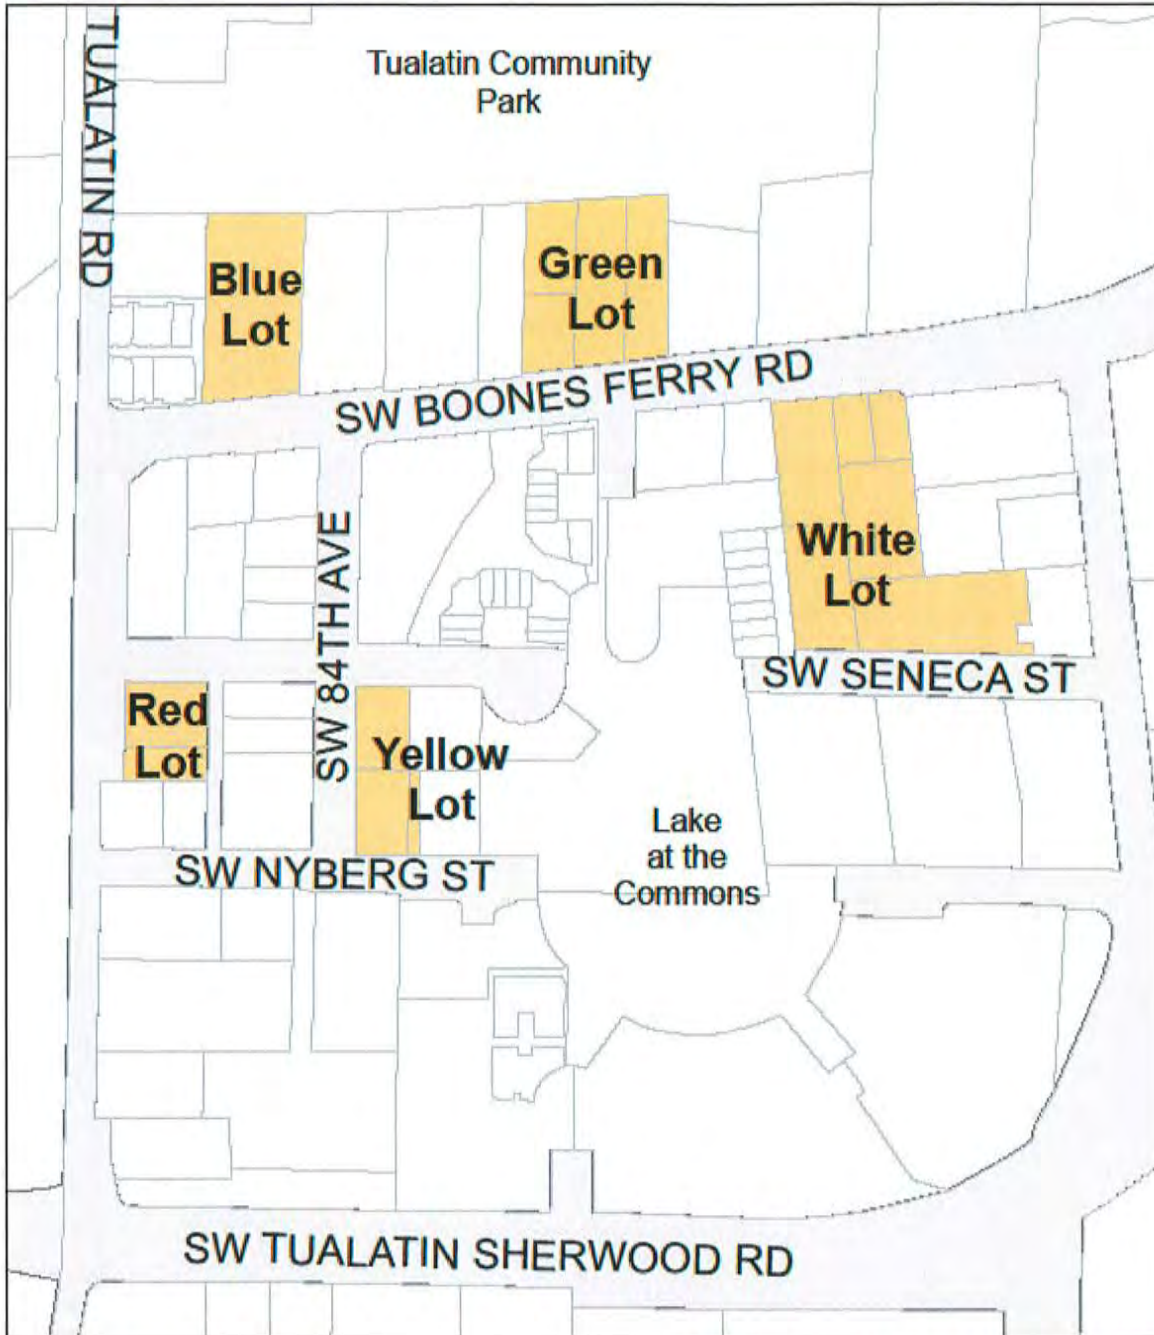 TUALATIN RD
Tualatin Community
Park
Blue
Lot
Green
Lot
SW BOONES FERRY RD
SW 84TH AVE
White
Lot
SW SENECA ST
Red
Lot
Yellow
Lot
Lake
at the
Commons
SW NYBERG ST
SW TUALATIN SHERWOOD RD